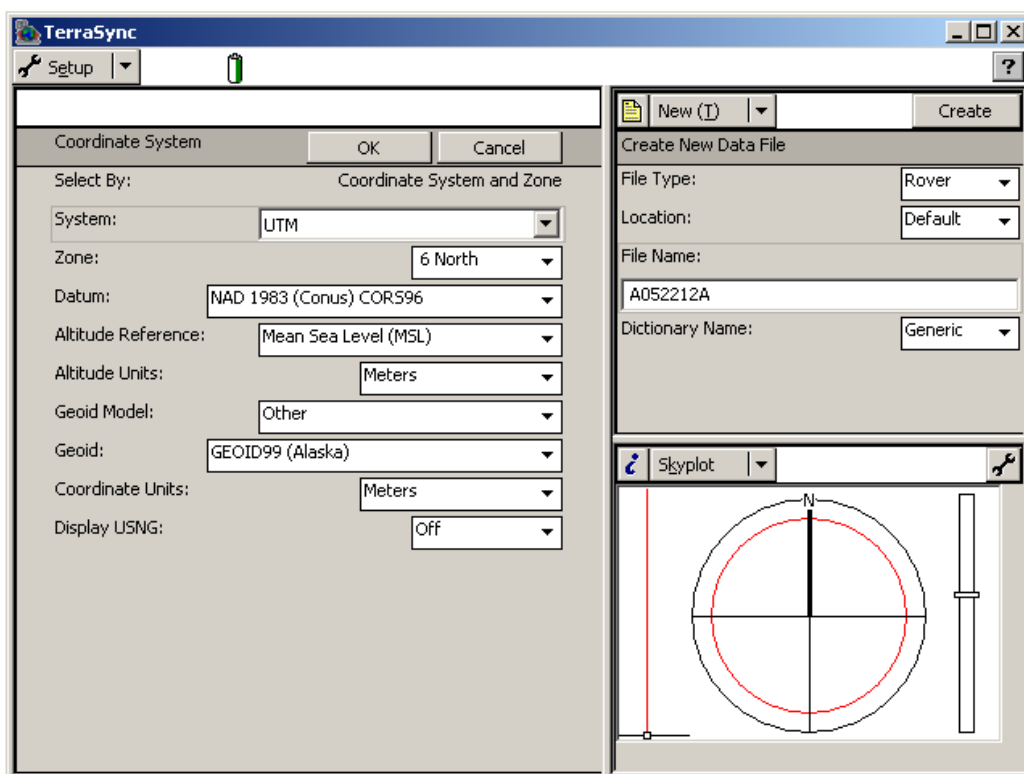 TerraSync
Setup
?
Coordinate System OK Cancel
Select By: Coordinate System and Zone
System: UTM
Zone: 6 North
Datum: NAD 1983 (Conus) CORS96
Altitude Reference: Mean Sea Level (MSL)
Altitude Units: Meters
Geoid Model: Other
Geoid: GEOID99 (Alaska)
Coordinate Units: Meters
Display USNG: Off
New (T) Create
Create New Data File
File Type: Rover
Location: Default
File Name:
A052212A
Dictionary Name: Generic
i Skyplot
N